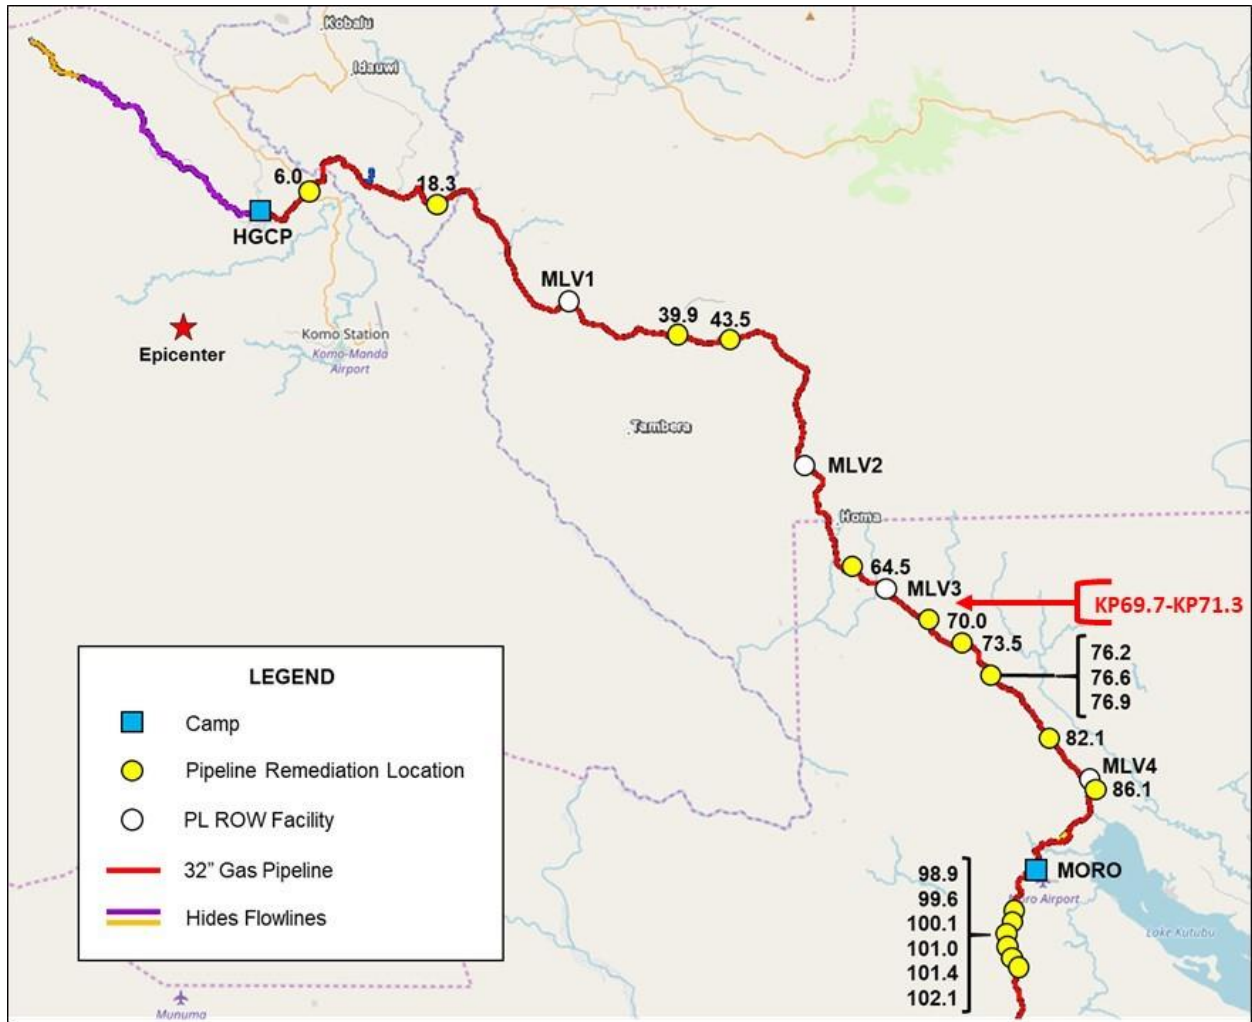 Kobalu
Idauwi
6.0
18.3
HGCP
MLV1
Epicenter
Komo Station
Komo-Manda
Airport
39.9
43.5
Tambera
MLV2
Homa
64.5
MLV3
KP69.7-KP71.3
70.0
73.5
76.2
76.6
76.9
82.1
MLV4
86.1
LEGEND
Camp
Pipeline Remediation Location
PL ROW Facility
32" Gas Pipeline
Hides Flowlines
MORO
Moro Airport
Lake Kutubu
98.9
99.6
100.1
101.0
101.4
102.1
Munuma